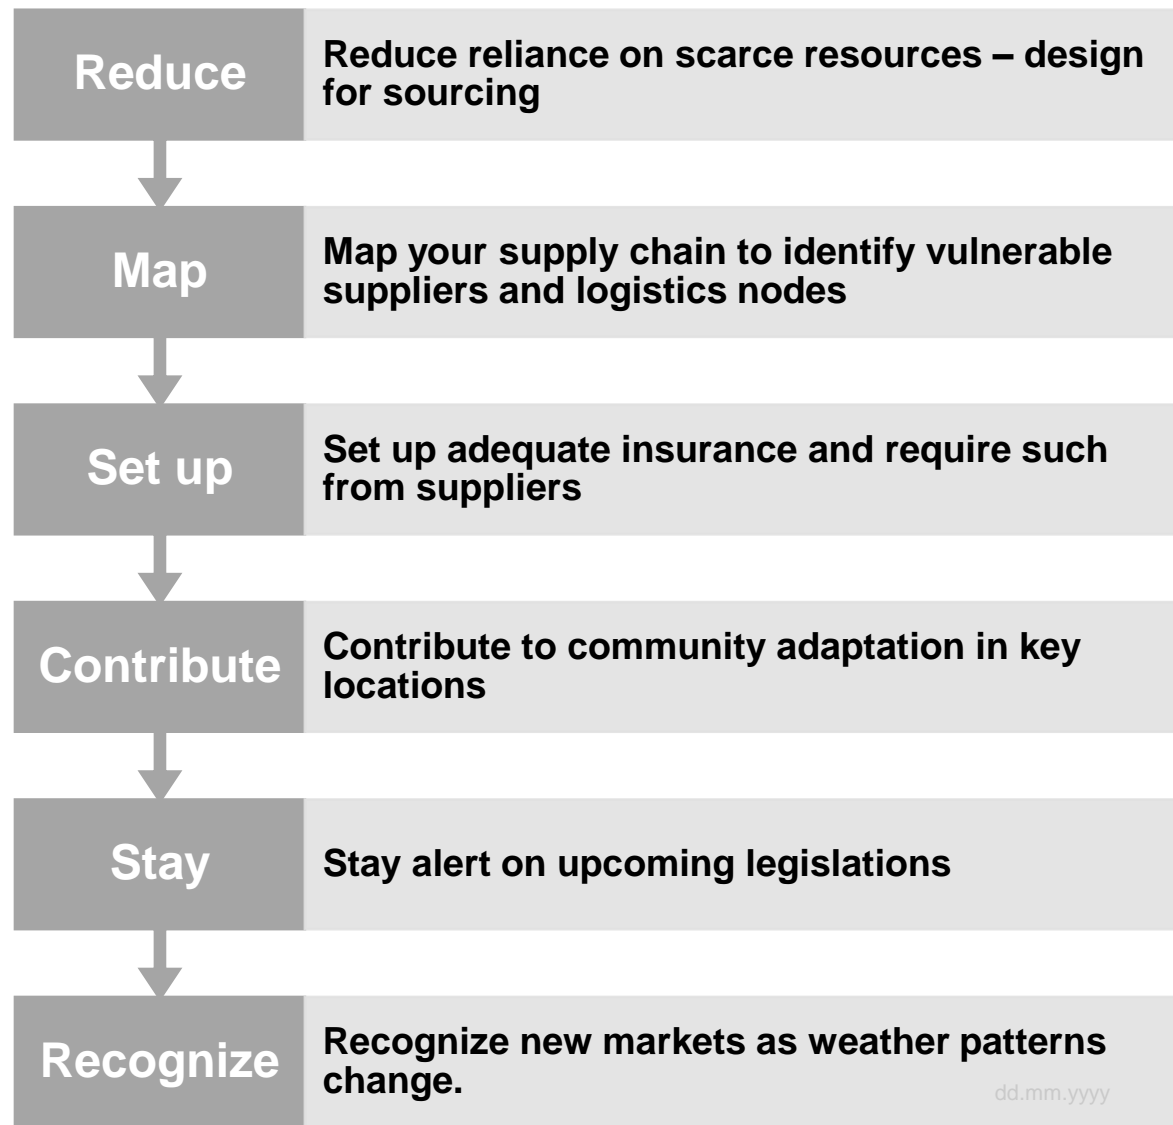 Reduce
Reduce reliance on scarce resources – design
for sourcing
Map
Map your supply chain to identify vulnerable
suppliers and logistics nodes
Set up
Set up adequate insurance and require such
from suppliers
Contribute
Contribute to community adaptation in key
locations
Stay
Stay alert on upcoming legislations
Recognize
Recognize new markets as weather patterns
change.
dd.mm.yyyy